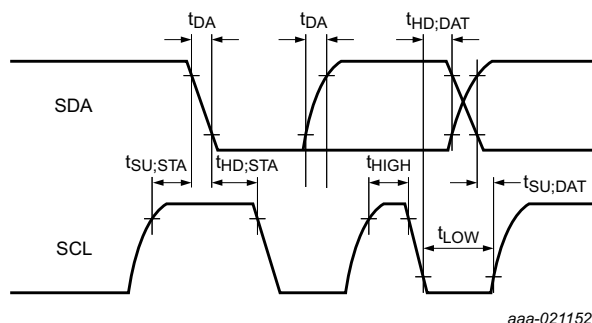 tDA tDA tHD;DAT
SDA
tSU;STA tHD;STA tHIGH tSU;DAT
tLOW
SCL
aaa-021152